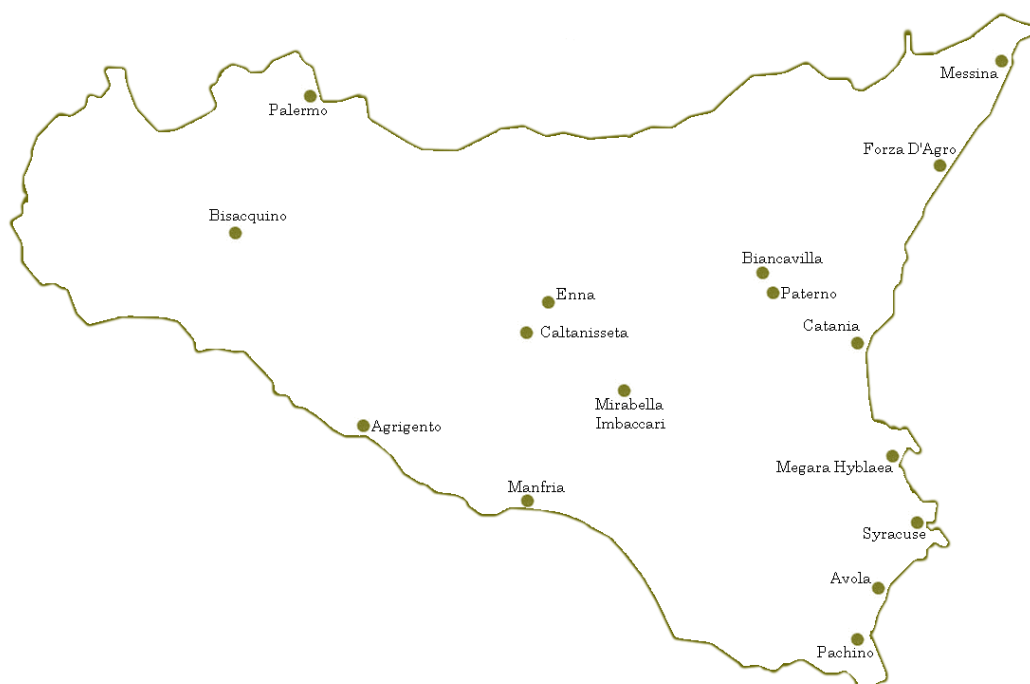 Messina
Palermo
Forza D'Agro
Bisacquino
Biancavilla
Enna
Paterno
Catania
Caltanisseta
Mirabella
Imbaccari
Agrigento
Megara Hyblaea
Manfria
Syracuse
Avola
Pachino